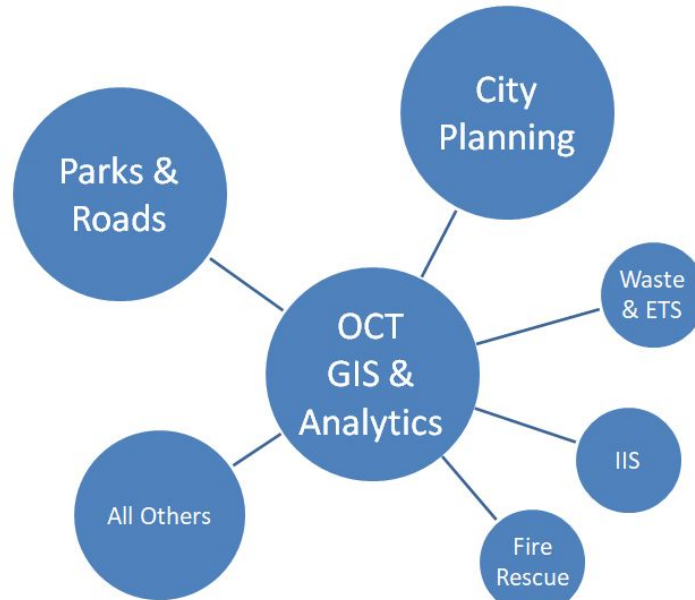 City
Planning
Parks &
Roads
Waste
& ETS
OCT
GIS &
Analytics
IIS
All Others
Fire
Rescue